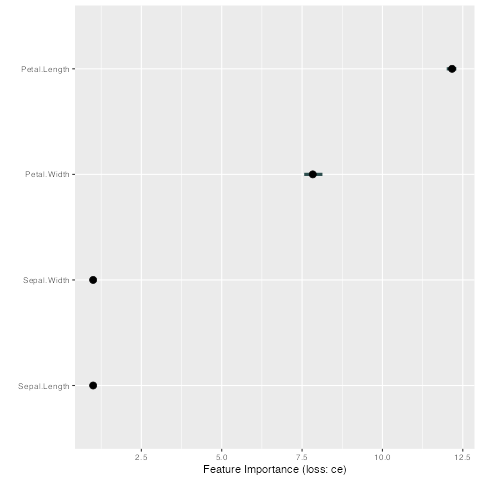 Petal.Length
Petal.Width
Sepal.Width
Sepal.Length
2.5 5.0 7.5 10.0 12.5
Feature Importance (loss: ce)